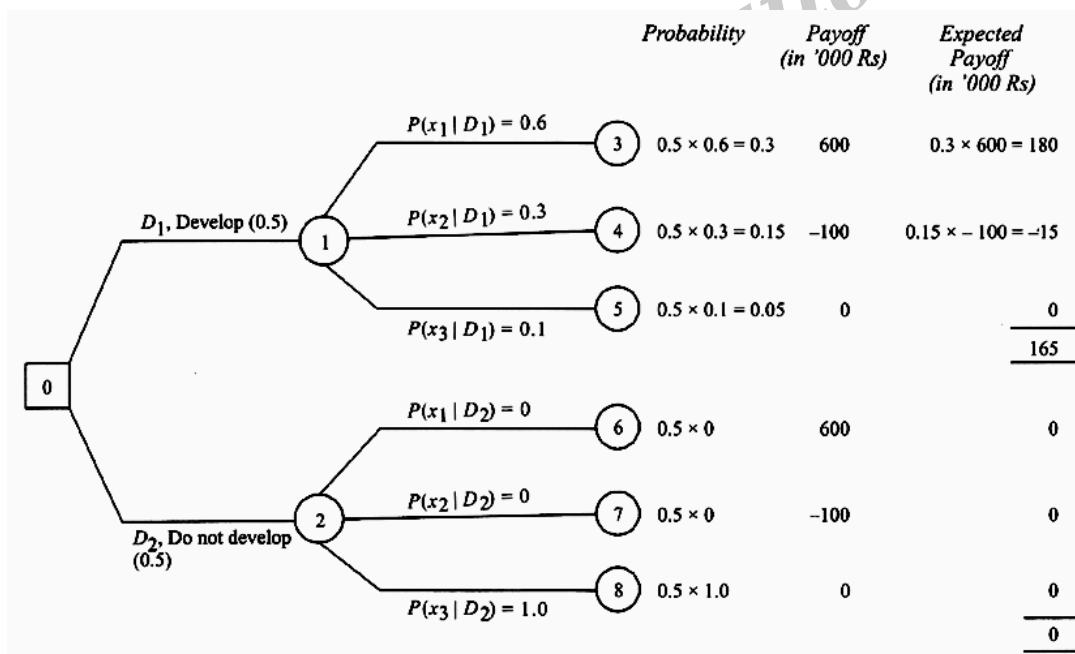 Probability Payoff Expected
(in '000 Rs) Payoff
(in '000 Rs)
P(x1 | D1) = 0.6
3 0.5 × 0.6 = 0.3 600 0.3 × 600 = 180
D1, Develop (0.5)
1
P(x2 | D1) = 0.3
4 0.5 × 0.3 = 0.15 –100 0.15 × – 100 = –15
5 0.5 × 0.1 = 0.05 0 0
P(x3 | D1) = 0.1
165
0
P(x1 | D2) = 0
6 0.5 × 0 600 0
P(x2 | D2) = 0
2
7 0.5 × 0 –100 0
D2, Do not develop
(0.5)
8 0.5 × 1.0 0 0
P(x3 | D2) = 1.0
0